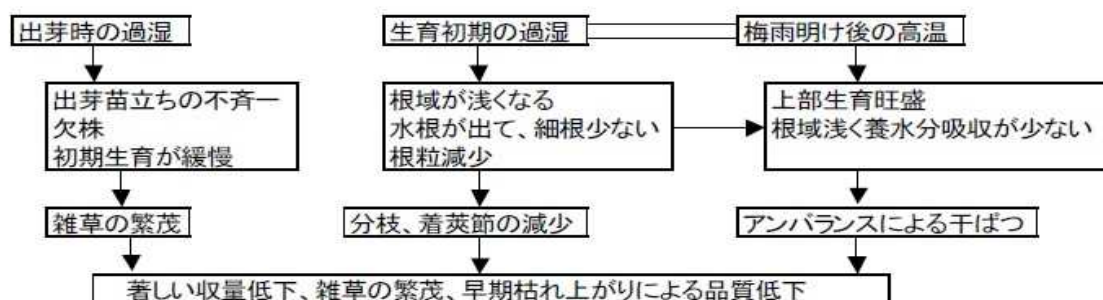 出芽時の過湿
生育初期の過湿
梅雨明け後の高温
出芽苗立ちの不斉一
欠株
初期生育が緩慢
根域が浅くなる
水根が出て、細根少ない
根粒減少
上部生育旺盛
根域浅く養水分吸収が少ない
雑草の繁茂
分枝、着莢節の減少
アンバランスによる干ばつ
著しい収量低下、雑草の繁茂、早期枯れ上がりによる品質低下